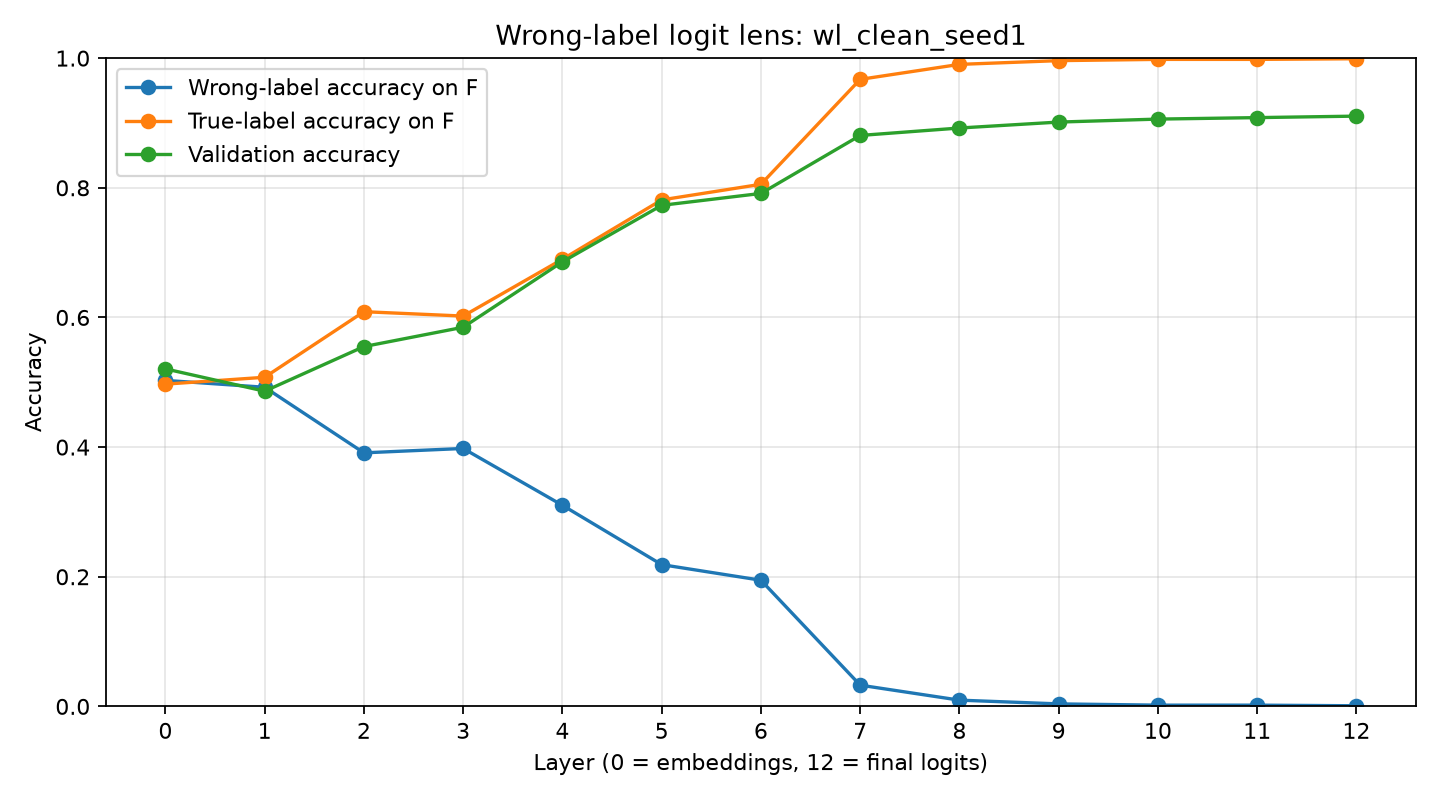 Wrong-label logit lens: wl_clean_seed1
Wrong-label accuracy on F
True-label accuracy on F
Validation accuracy
Accuracy
1.0
0.8
0.6
0.4
0.2
0.0
0 1 2 3 4 5 6 7 8 9 10 11 12
Layer (0 = embeddings, 12 = final logits)